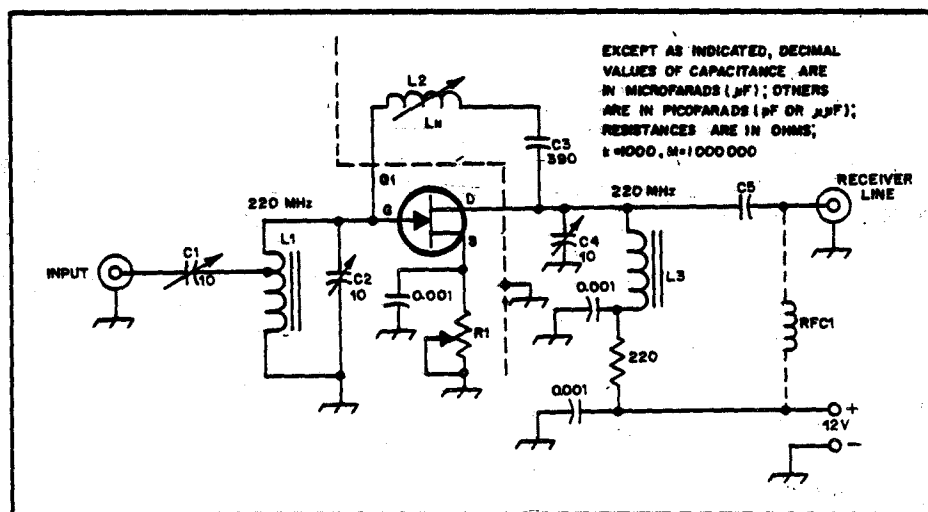 EXCEPT AS INDICATED, DECIMAL
VALUES OF CAPACITANCE ARE
IN MICROFARADS (μF); OTHERS
ARE IN PICOFARADS (pF OR μμF);
RESISTANCES ARE IN OHMS;
k=1000, M=1000000
L2
LN
C3
390
Q1
G
D
S
220 MHz
L1
INPUT
C1
10
C2
10
0.001
R1
220 MHz
C4
10
L3
0.001
220
0.001
C5
RECEIVER
LINE
RFC1
+
12V
−